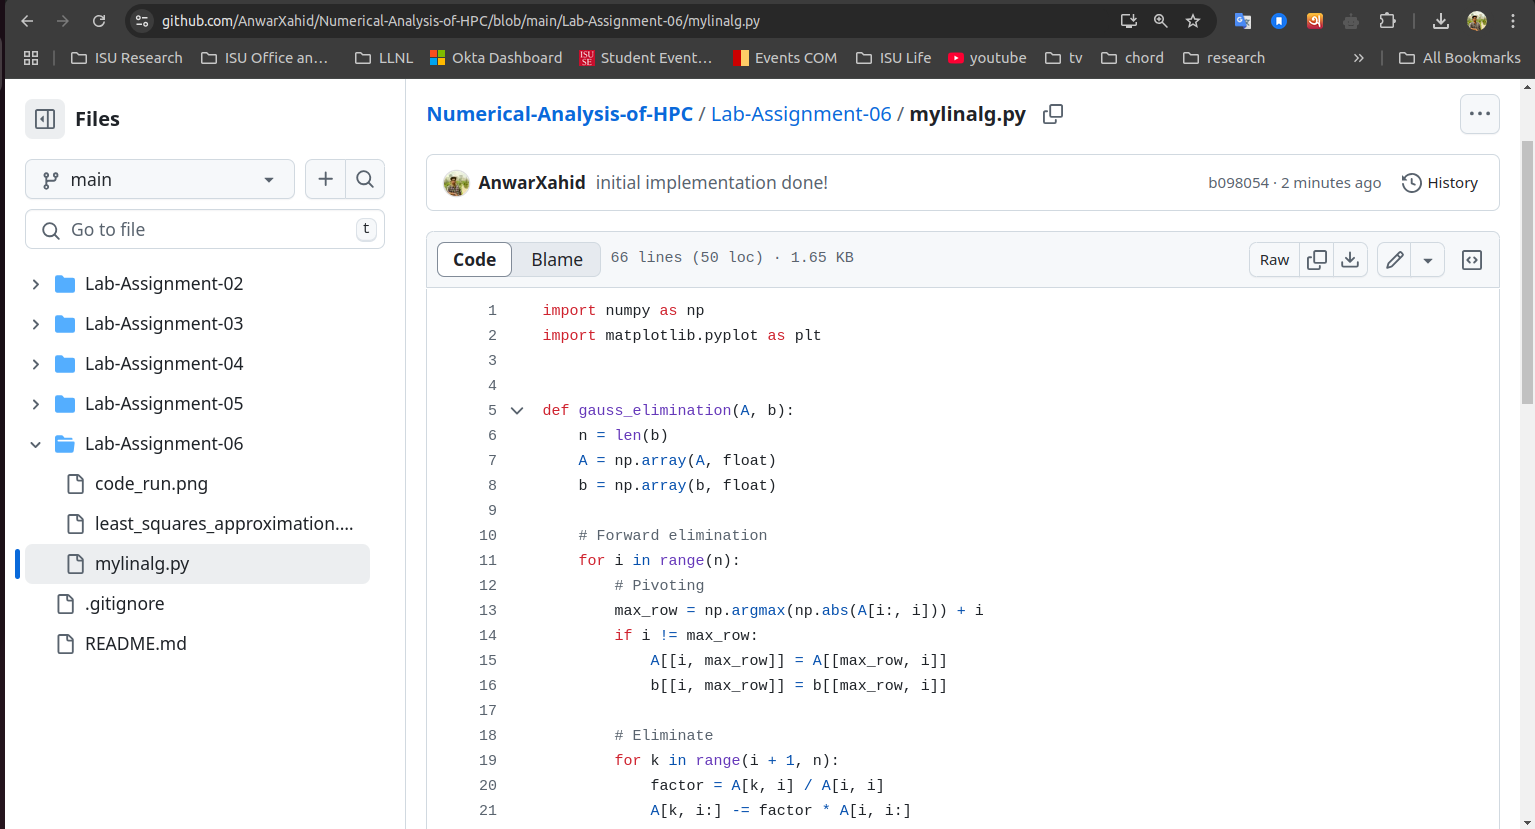 github.com/AnwarXahid/Numerical-Analysis-of-HPC/blob/main/Lab-Assignment-06/mylinalg.py
ISU Research
ISU Office an...
LLNL
Okta Dashboard
ISU SE
Student Event...
Events COM
ISU Life
youtube
tv
chord
research
»
All Bookmarks
Files
main
Go to file
t
Lab-Assignment-02
Lab-Assignment-03
Lab-Assignment-04
Lab-Assignment-05
Lab-Assignment-06
code_run.png
least_squares_approximation....
mylinalg.py
.gitignore
README.md
Numerical-Analysis-of-HPC / Lab-Assignment-06 / mylinalg.py
AnwarXahid initial implementation done!
b098054 · 2 minutes ago
History
Code
Blame
66 lines (50 loc) · 1.65 KB
Raw
1 import numpy as np
2 import matplotlib.pyplot as plt
3
4
5 def gauss_elimination(A, b):
6     n = len(b)
7     A = np.array(A, float)
8     b = np.array(b, float)
9
10     # Forward elimination
11     for i in range(n):
12         # Pivoting
13         max_row = np.argmax(np.abs(A[i:, i])) + i
14         if i != max_row:
15             A[[i, max_row]] = A[[max_row, i]]
16             b[[i, max_row]] = b[[max_row, i]]
17
18         # Eliminate
19         for k in range(i + 1, n):
20             factor = A[k, i] / A[i, i]
21             A[k, i:] -= factor * A[i, i:]